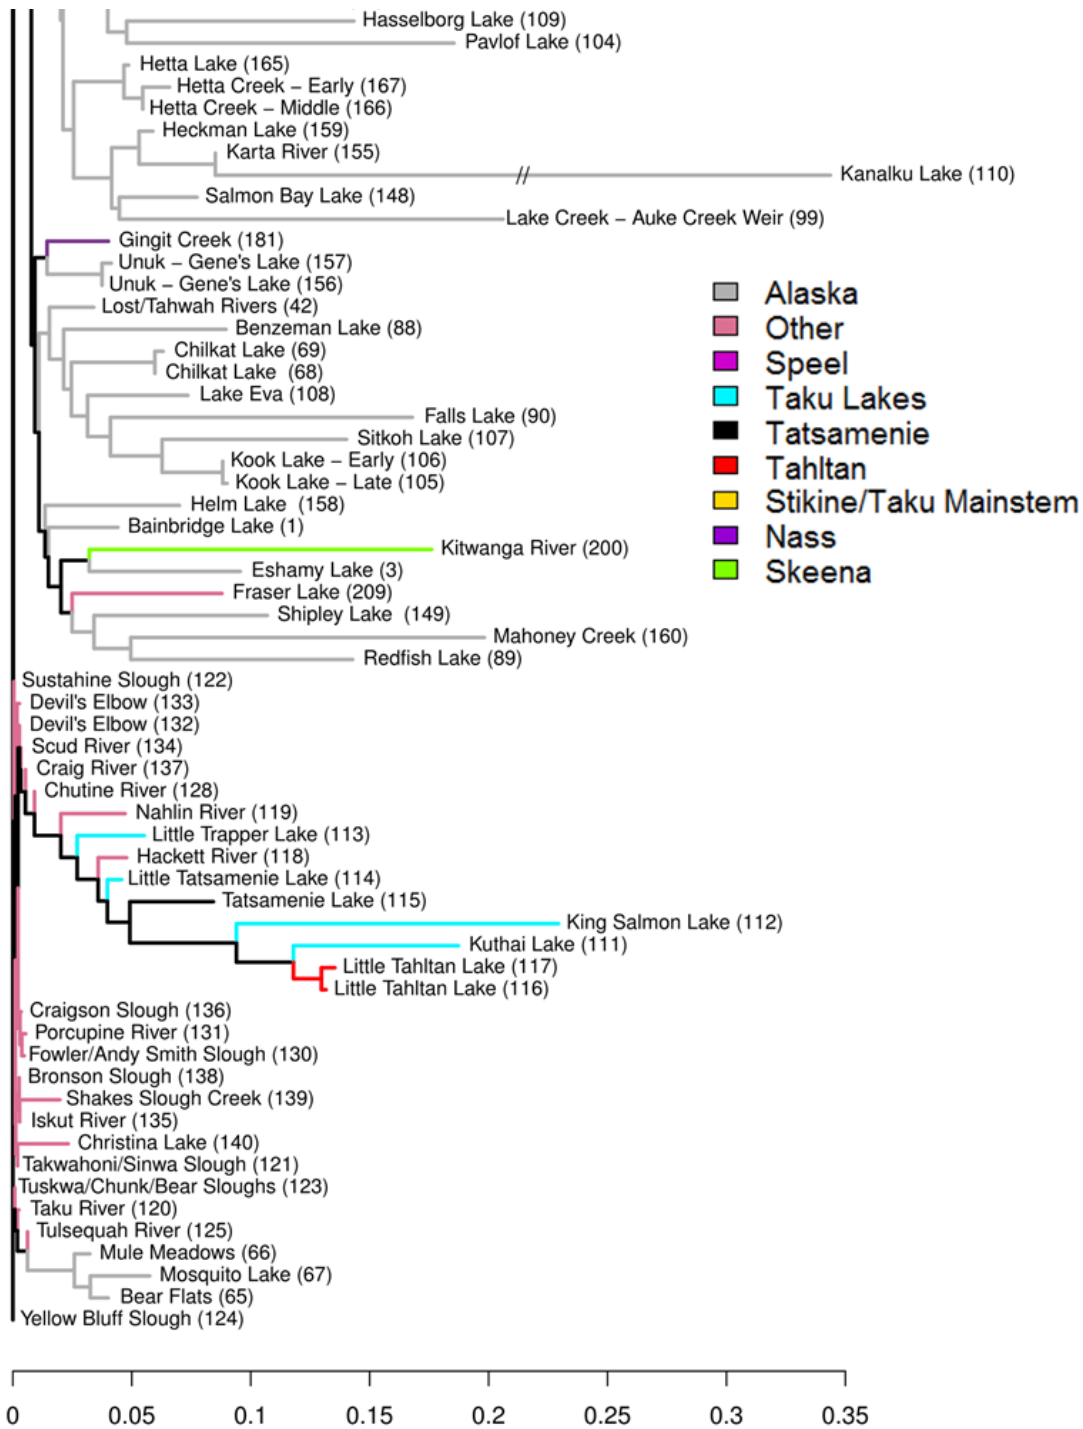 Hasselborg Lake (109)
Pavlof Lake (104)
Hetta Lake (165)
Hetta Creek – Early (167)
Hetta Creek – Middle (166)
Heckman Lake (159)
Karta River (155)
//
Kanalku Lake (110)
Salmon Bay Lake (148)
Lake Creek – Auke Creek Weir (99)
Gingit Creek (181)
Unuk – Gene's Lake (157)
Unuk – Gene's Lake (156)
Lost/Tahwah Rivers (42)
Benzeman Lake (88)
Chilkat Lake (69)
Chilkat Lake (68)
Lake Eva (108)
Falls Lake (90)
Sitkoh Lake (107)
Kook Lake – Early (106)
Kook Lake – Late (105)
Helm Lake (158)
Bainbridge Lake (1)
Kitwanga River (200)
Eshamy Lake (3)
Fraser Lake (209)
Shipley Lake (149)
Mahoney Creek (160)
Redfish Lake (89)
Sustahine Slough (122)
Devil's Elbow (133)
Devil's Elbow (132)
Scud River (134)
Craig River (137)
Chutine River (128)
Nahlin River (119)
Little Trapper Lake (113)
Hackett River (118)
Little Tatsamenie Lake (114)
Tatsamenie Lake (115)
King Salmon Lake (112)
Kuthai Lake (111)
Little Tahltan Lake (117)
Little Tahltan Lake (116)
Craigson Slough (136)
Porcupine River (131)
Fowler/Andy Smith Slough (130)
Bronson Slough (138)
Shakes Slough Creek (139)
Iskut River (135)
Christina Lake (140)
Takwahoni/Sinwa Slough (121)
Tuskwa/Chunk/Bear Sloughs (123)
Taku River (120)
Tulsequah River (125)
Mule Meadows (66)
Mosquito Lake (67)
Bear Flats (65)
Yellow Bluff Slough (124)
Alaska
Other
Speel
Taku Lakes
Tatsamenie
Tahltan
Stikine/Taku Mainstem
Nass
Skeena
0 0.05 0.1 0.15 0.2 0.25 0.3 0.35